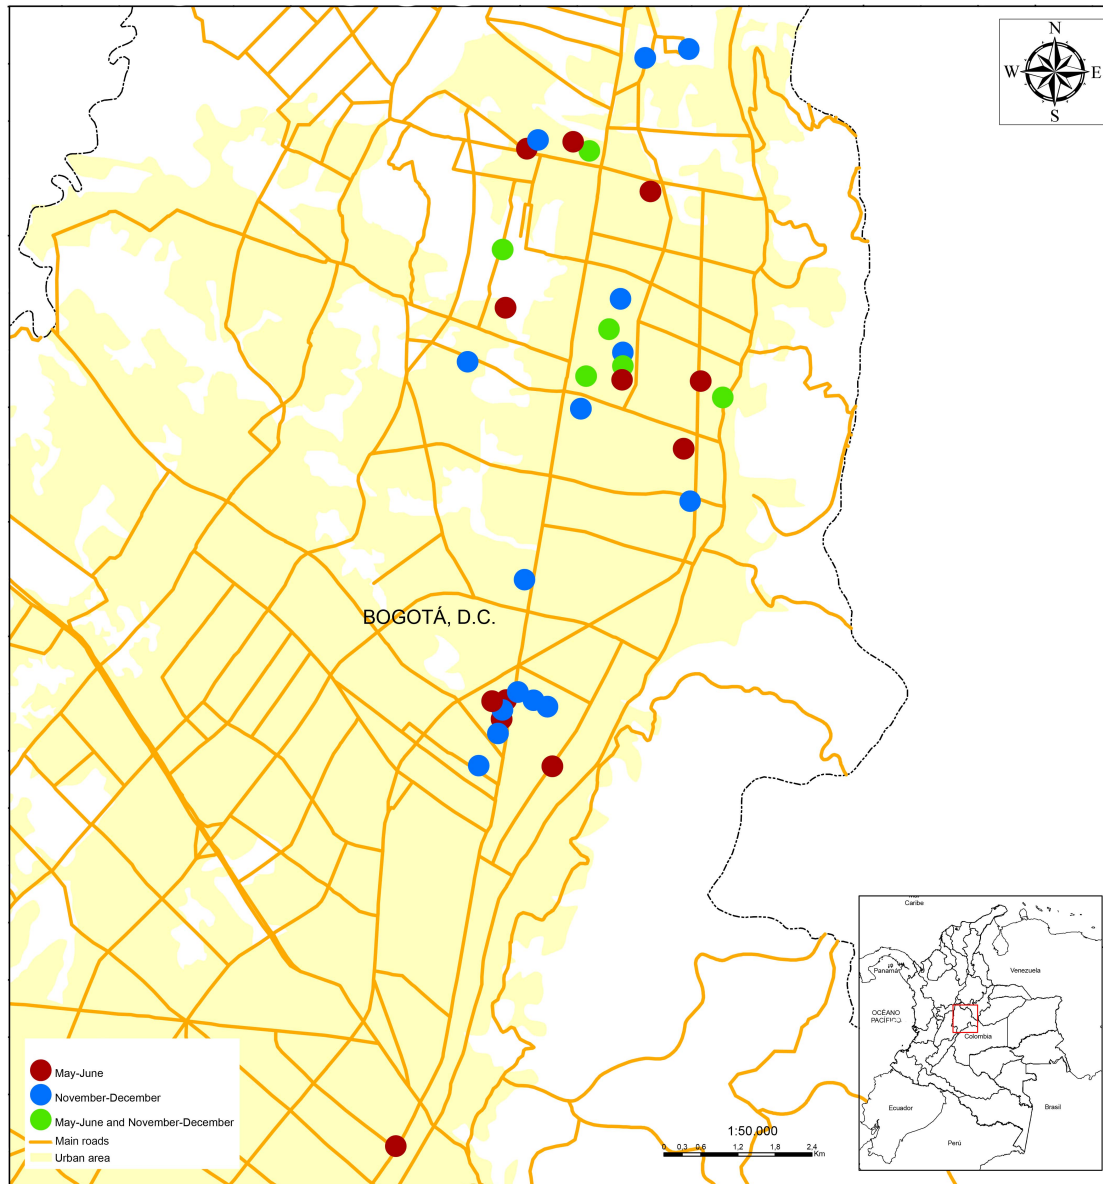 N
W E
S
BOGOTÁ, D.C.
Caribe
Panamá
Venezuela
OCÉANO
PACÍFICO
Colombia
Ecuador
Brasil
Perú
May-June
November-December
May-June and November-December
Main roads
Urban area
1:50.000
0 0,3 0,6 1,2 1,8 2,4
Km